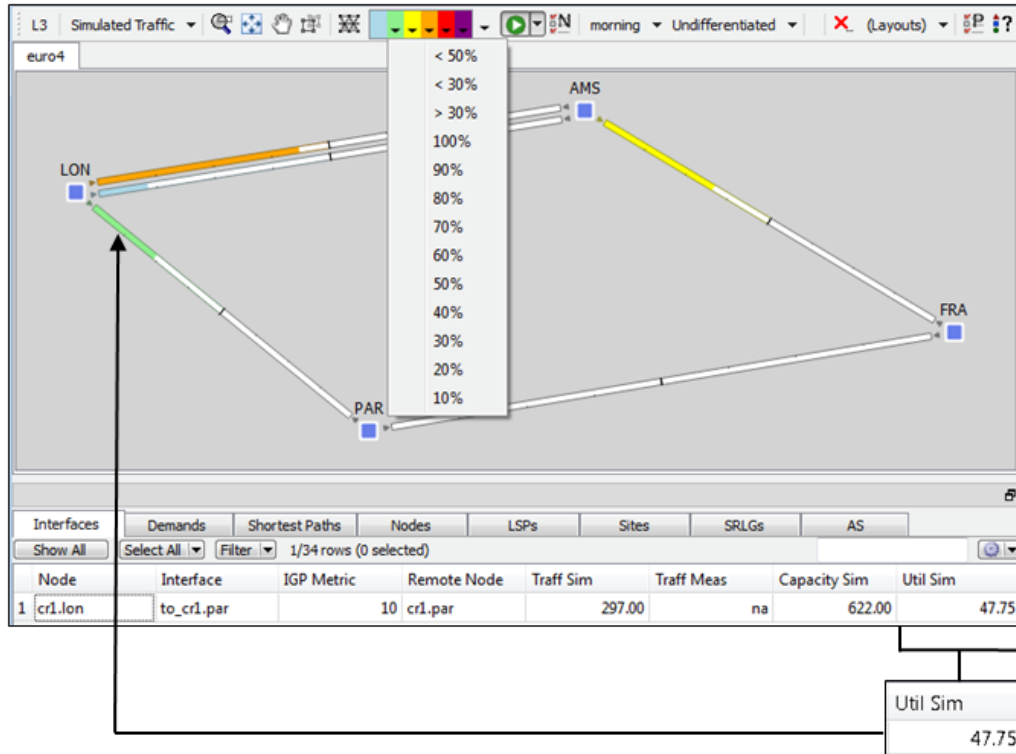 L3 Simulated Traffic morning Undifferentiated (Layouts) P ?
N
euro4
< 50%
< 30%
> 30%
100%
90%
80%
70%
60%
50%
40%
30%
20%
10%
AMS
LON
FRA
PAR
Interfaces Demands Shortest Paths Nodes LSPs Sites SRLGs AS
Show All Select All Filter 1/34 rows (0 selected)
Node Interface IGP Metric Remote Node Traff Sim Traff Meas Capacity Sim Util Sim
1 cr1.lon to_cr1.par 10 cr1.par 297.00 na 622.00 47.75
Util Sim
47.75